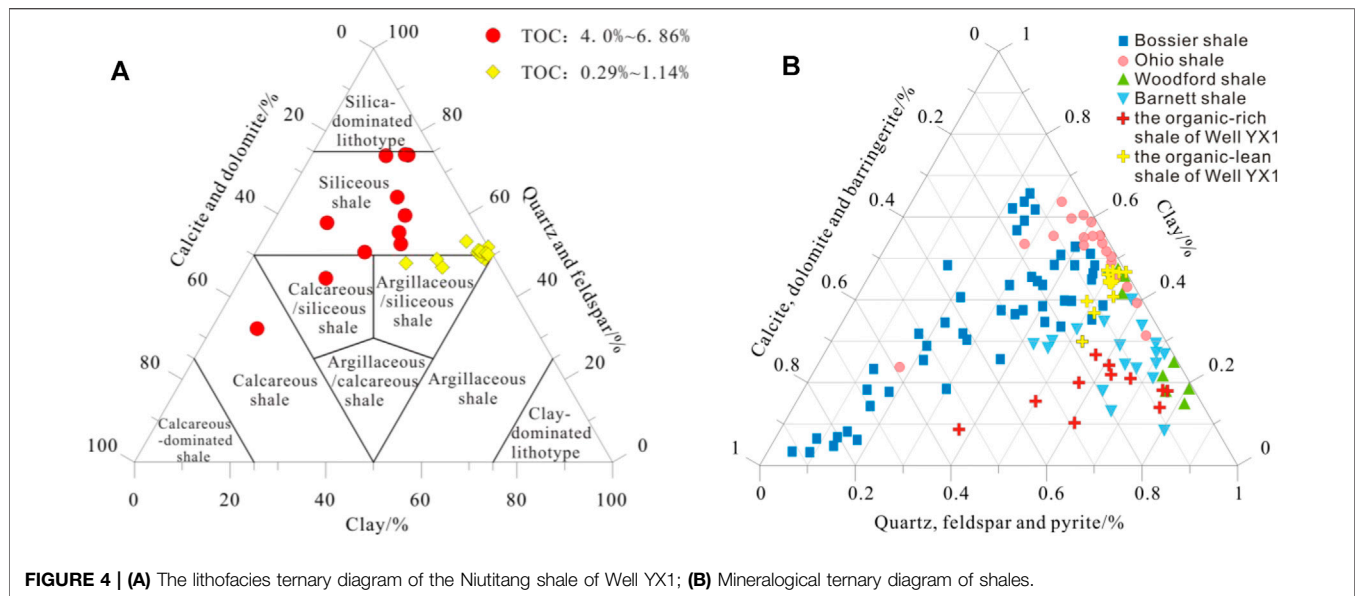 A
0
100
TOC: 4.0%~6.86%
TOC: 0.29%~1.14%
Silica-
dominated
lithotype
20
80
Calcite and dolomite/%
Siliceous
shale
40
60
Quartz and feldspar/%
Calcareous
/siliceous
shale
Argillaceous
/siliceous
shale
60
40
Argillaceous
/calcareous
shale
80
20
Calcareous
shale
Argillaceous
shale
Calcareous
-dominated
shale
Clay-
dominated
lithotype
100
0
0
20
40
60
80
100
Clay/%
B
0
1
Bossier shale
Ohio shale
Woodford shale
Barnett shale
the organic-rich
shale of Well YX1
the organic-lean
shale of Well YX1
0.2
0.8
Calcite, dolomite and barringerite/%
0.4
0.6
Clay/%
0.6
0.4
0.8
0.2
1
0
0
0.2
0.4
0.6
0.8
1
Quartz, feldspar and pyrite/%
FIGURE 4 | (A) The lithofacies ternary diagram of the Niutitang shale of Well YX1; (B) Mineralogical ternary diagram of shales.